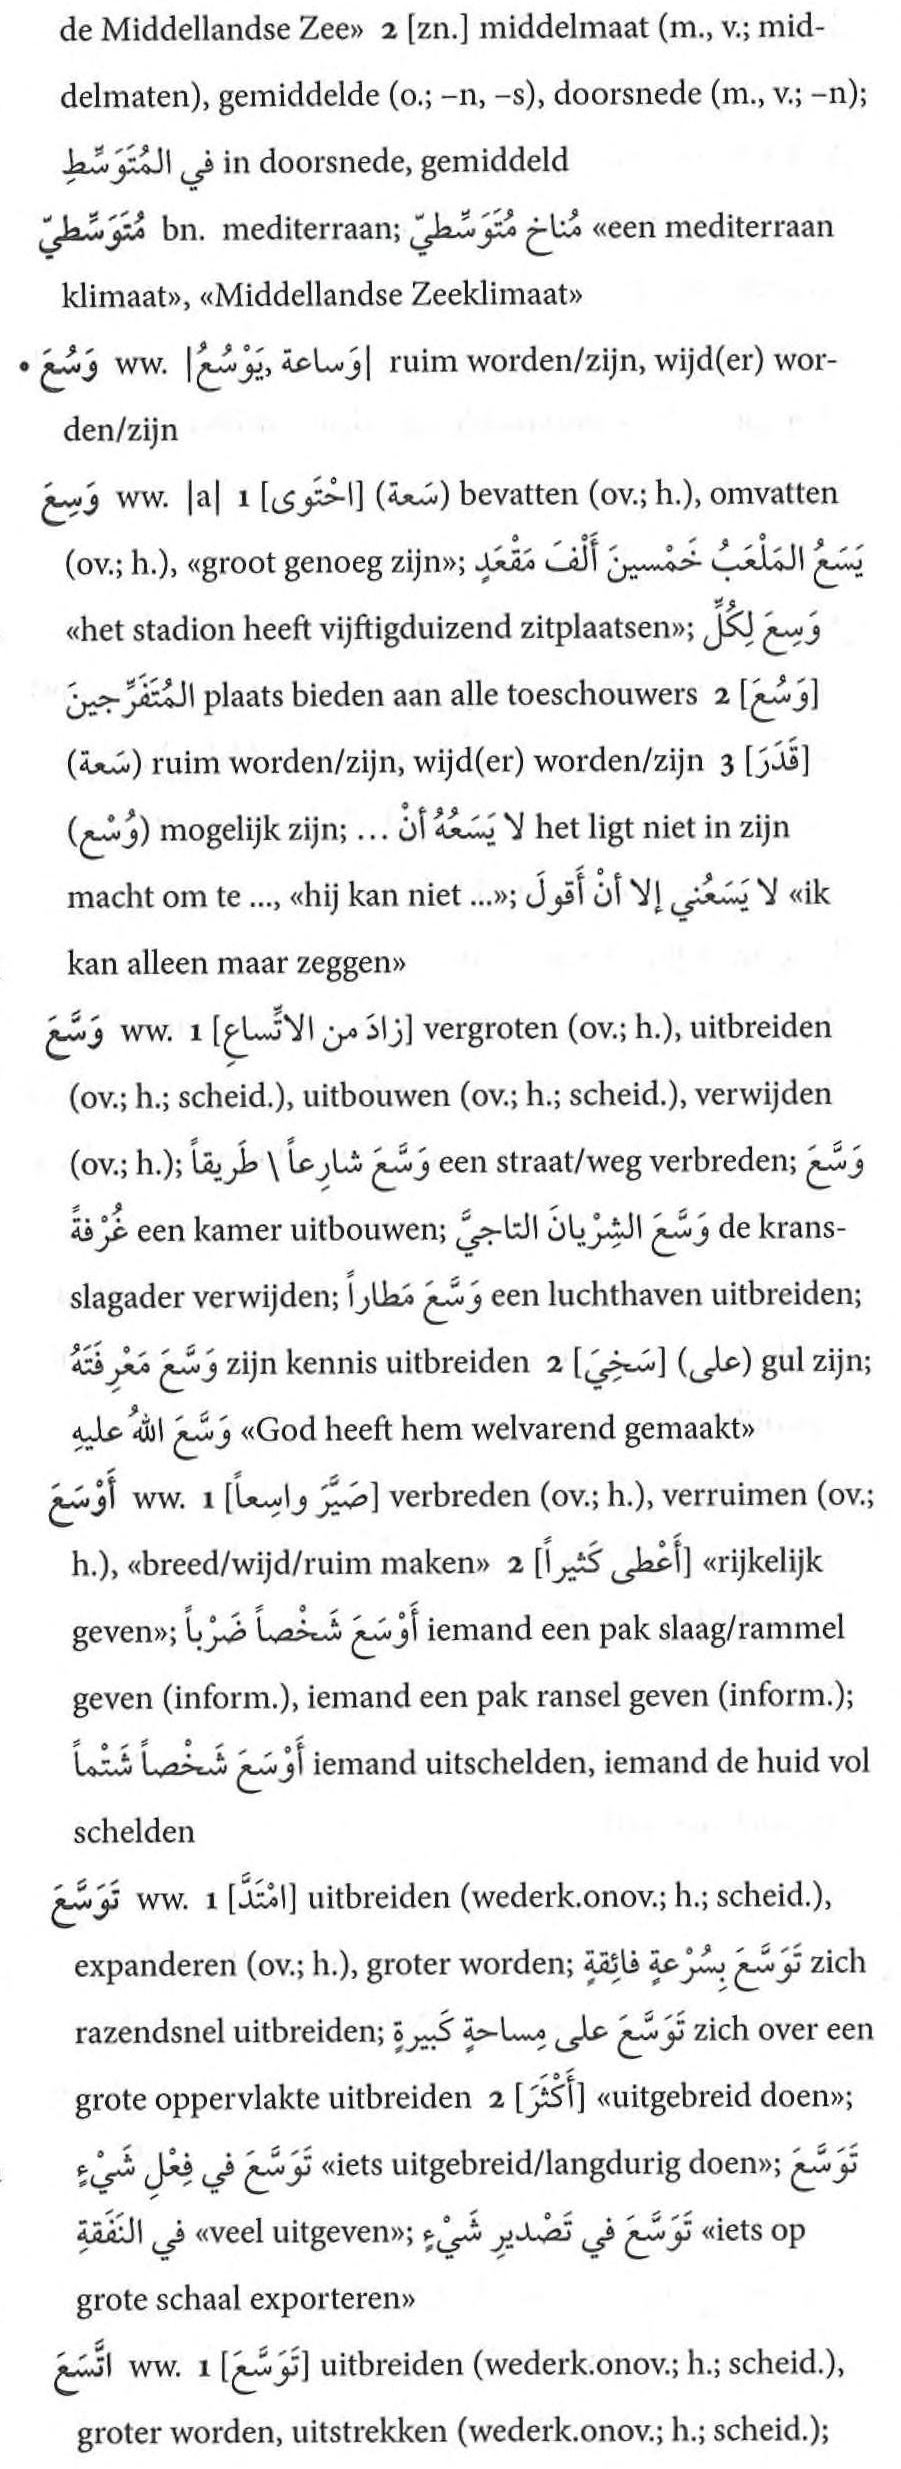 de Middellandse Zee» 2 [zn.] middelmaat (m., v.; mid-
delmaten), gemiddelde (o.; –n, –s), doorsnede (m., v.; –n);
في المُتَوَسِّطِ in doorsnede, gemiddeld
مُتَوَسِّطيّ bn. mediterraan; مُناخ مُتَوَسِّطيّ «een mediterraan
klimaat», «Middellandse Zeeklimaat»
• وَسُعَ ww. |وَساعة ,يَوْسُعُ| ruim worden/zijn, wijd(er) wor-
den/zijn
وَسِعَ ww. |a| 1 [احْتَوى] (سَعة) bevatten (ov.; h.), omvatten
(ov.; h.), «groot genoeg zijn»; يَسَعُ المَلْعَبُ خَمْسينَ أَلْفَ مَقْعَدٍ
«het stadion heeft vijftigduizend zitplaatsen»; وَسِعَ لِكُلِّ
المُتَفَرِّجينَ plaats bieden aan alle toeschouwers 2 [وَسُعَ]
(سَعة) ruim worden/zijn, wijd(er) worden/zijn 3 [قَدَرَ]
(وُسْع) mogelijk zijn; لا يَسَعُهُ أنْ … het ligt niet in zijn
macht om te ..., «hij kan niet ...»; لا يَسَعُني إلا أنْ أَقولَ «ik
kan alleen maar zeggen»
وَسَّعَ ww. 1 [زادَ من الاتِّساعِ] vergroten (ov.; h.), uitbreiden
(ov.; h.; scheid.), uitbouwen (ov.; h.; scheid.), verwijden
(ov.; h.); وَسَّعَ شارِعاً \ طَريقاً een straat/weg verbreden; وَسَّعَ
غُرْفةً een kamer uitbouwen; وَسَّعَ الشِرْيانَ التاجيَّ de krans-
slagader verwijden; وَسَّعَ مَطاراً een luchthaven uitbreiden;
وَسَّعَ مَعْرِفَتَهُ zijn kennis uitbreiden 2 [سَخِيَ] (على) gul zijn;
وَسَّعَ اللهُ عليهِ «God heeft hem welvarend gemaakt»
أَوْسَعَ ww. 1 [صَيَّرَ واسِعاً] verbreden (ov.; h.), verruimen (ov.;
h.), «breed/wijd/ruim maken» 2 [أَعْطى كَثيراً] «rijkelijk
geven»; أَوْسَعَ شَخْصاً ضَرْباً iemand een pak slaag/rammel
geven (inform.), iemand een pak ransel geven (inform.);
أَوْسَعَ شَخْصاً شَتْماً iemand uitschelden, iemand de huid vol
schelden
تَوَسَّعَ ww. 1 [امْتَدَّ] uitbreiden (wederk.onov.; h.; scheid.),
expanderen (ov.; h.), groter worden; تَوَسَّعَ بِسُرْعةٍ فائِقةٍ zich
razendsnel uitbreiden; تَوَسَّعَ على مِساحةٍ كَبيرةٍ zich over een
grote oppervlakte uitbreiden 2 [أَكْثَرَ] «uitgebreid doen»;
تَوَسَّعَ في فِعْلِ شَيْءٍ «iets uitgebreid/langdurig doen»; تَوَسَّعَ
في النَفَقةِ «veel uitgeven»; تَوَسَّعَ في تَصْديرِ شَيْءٍ «iets op
grote schaal exporteren»
اتَّسَعَ ww. 1 [تَوَسَّعَ] uitbreiden (wederk.onov.; h.; scheid.),
groter worden, uitstrekken (wederk.onov.; h.; scheid.);